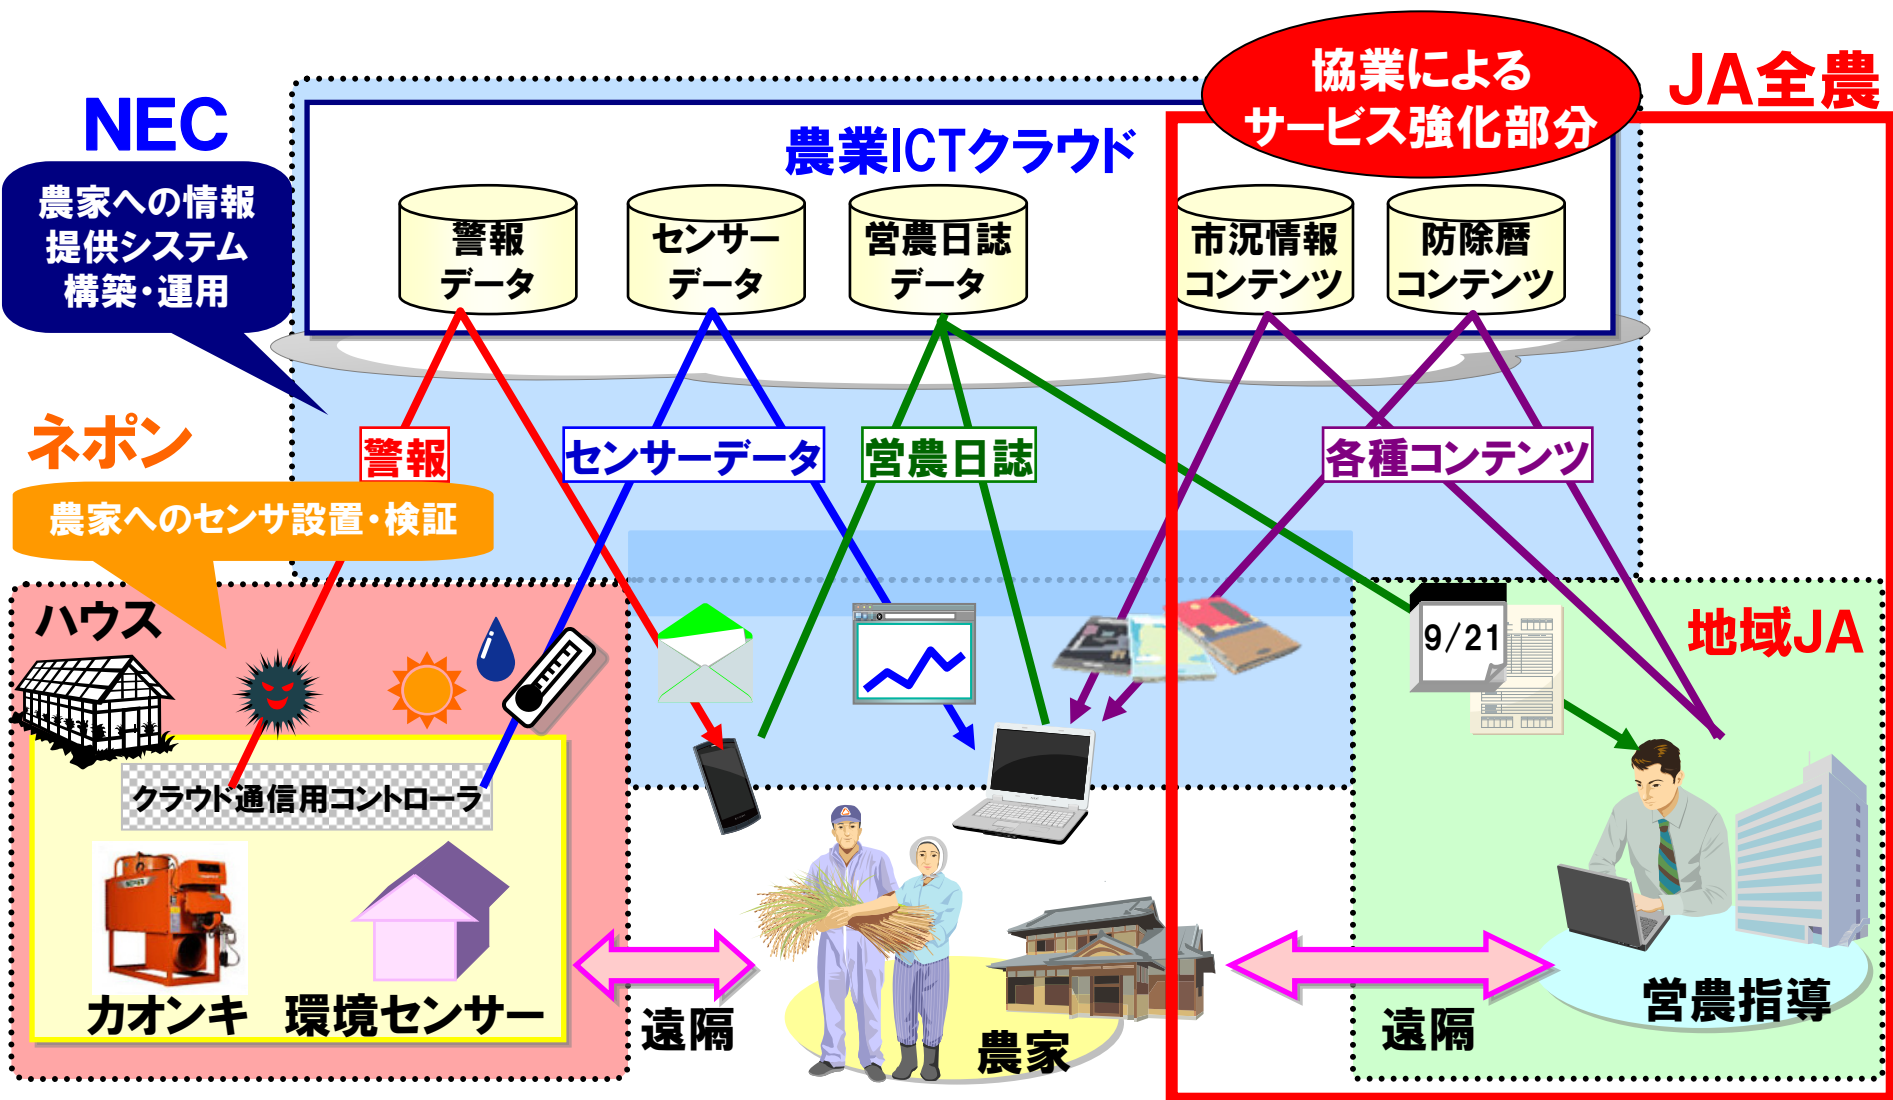 協業による
サービス強化部分
JA全農
NEC
農家への情報
提供システム
構築・運用
農業ICTクラウド
警報
データ
センサー
データ
営農日誌
データ
市況情報
コンテンツ
防除暦
コンテンツ
ネポン
農家へのセンサ設置・検証
警報
センサーデータ
営農日誌
各種コンテンツ
ハウス
9/21
地域JA
クラウド通信用コントローラ
カオンキ
環境センサー
遠隔
農家
遠隔
営農指導